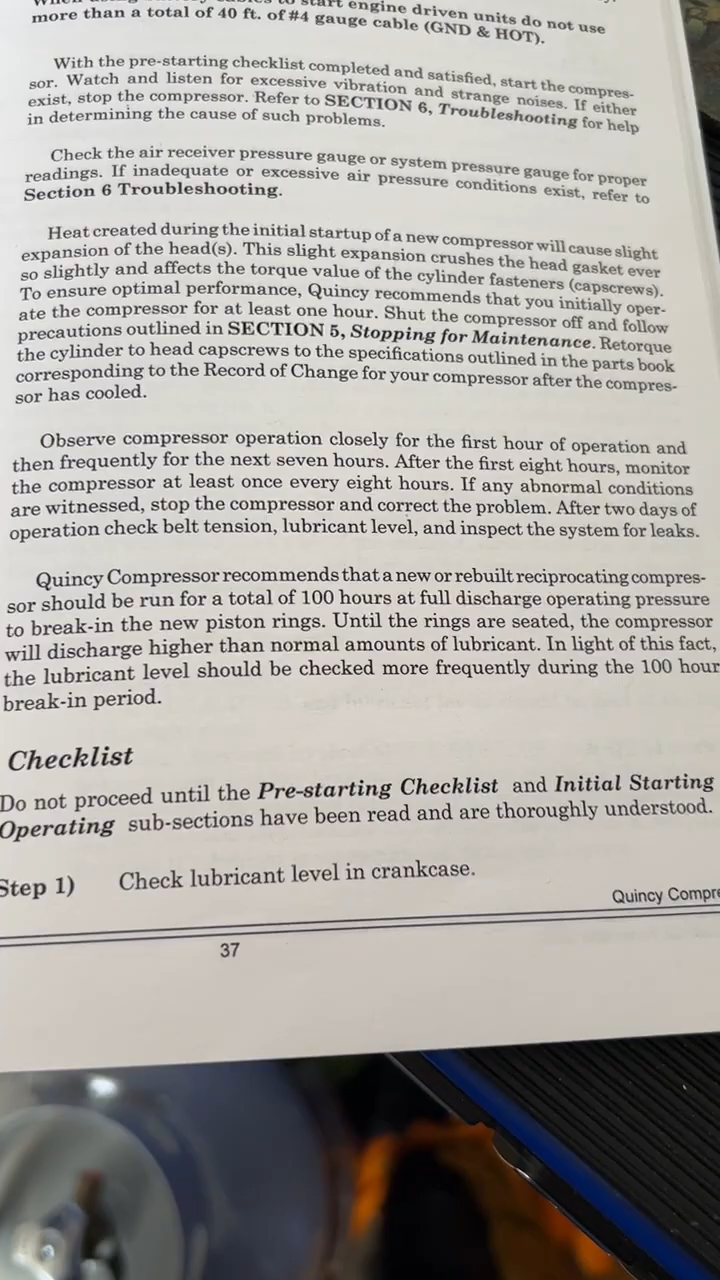 start engine driven units do not use
more than a total of 40 ft. of #4 gauge cable (GND & HOT).
With the pre-starting checklist completed and satisfied, start the compres-
sor. Watch and listen for excessive vibration and strange noises. If either
exist, stop the compressor. Refer to SECTION 6, Troubleshooting for help
in determining the cause of such problems.
Check the air receiver pressure gauge or system pressure gauge for proper
readings. If inadequate or excessive air pressure conditions exist, refer to
Section 6 Troubleshooting.
Heat created during the initial startup of a new compressor will cause slight
expansion of the head(s). This slight expansion crushes the head gasket ever
so slightly and affects the torque value of the cylinder fasteners (capscrews).
To ensure optimal performance, Quincy recommends that you initially oper-
ate the compressor for at least one hour. Shut the compressor off and follow
precautions outlined in SECTION 5, Stopping for Maintenance. Retorque
the cylinder to head capscrews to the specifications outlined in the parts book
corresponding to the Record of Change for your compressor after the compres-
sor has cooled.
Observe compressor operation closely for the first hour of operation and
then frequently for the next seven hours. After the first eight hours, monitor
the compressor at least once every eight hours. If any abnormal conditions
are witnessed, stop the compressor and correct the problem. After two days of
operation check belt tension, lubricant level, and inspect the system for leaks.
Quincy Compressor recommends that a new or rebuilt reciprocating compres-
sor should be run for a total of 100 hours at full discharge operating pressure
to break-in the new piston rings. Until the rings are seated, the compressor
will discharge higher than normal amounts of lubricant. In light of this fact,
the lubricant level should be checked more frequently during the 100 hour
break-in period.
Checklist
Do not proceed until the Pre-starting Checklist and Initial Starting
Operating sub-sections have been read and are thoroughly understood.
Step 1) Check lubricant level in crankcase.
Quincy Compre
37